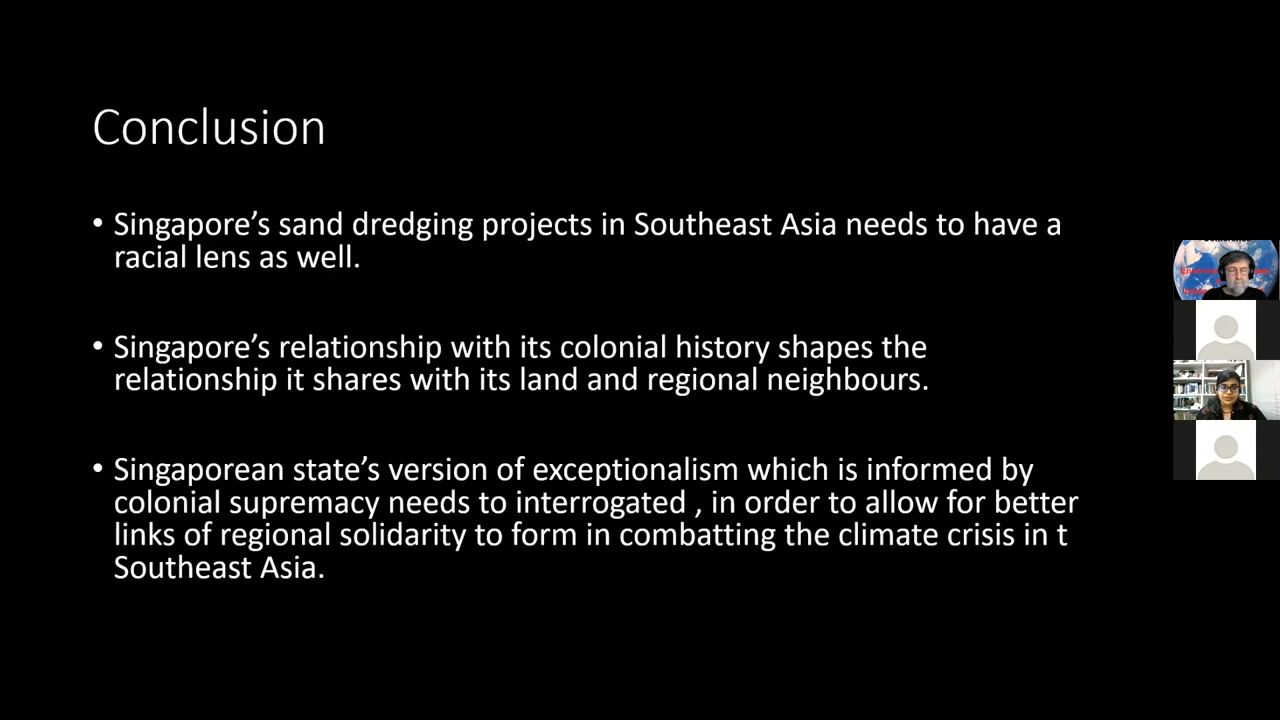 Conclusion
• Singapore’s sand dredging projects in Southeast Asia needs to have a
racial lens as well.
• Singapore’s relationship with its colonial history shapes the
relationship it shares with its land and regional neighbours.
• Singaporean state’s version of exceptionalism which is informed by
colonial supremacy needs to interrogated , in order to allow for better
links of regional solidarity to form in combatting the climate crisis in t
Southeast Asia.